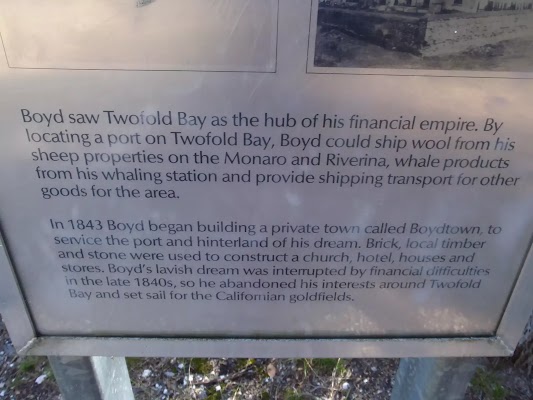 Boyd saw Twofold Bay as the hub of his financial empire. By
locating a port on Twofold Bay, Boyd could ship wool from his
sheep properties on the Monaro and Riverina, whale products
from his whaling station and provide shipping transport for other
goods for the area.
In 1843 Boyd began building a private town called Boydtown, to
service the port and hinterland of his dream. Brick, local timber
and stone were used to construct a church, hotel, houses and
stores. Boyd's lavish dream was interrupted by financial difficulties
in the late 1840s, so he abandoned his interests around Twofold
Bay and set sail for the Californian goldfields.